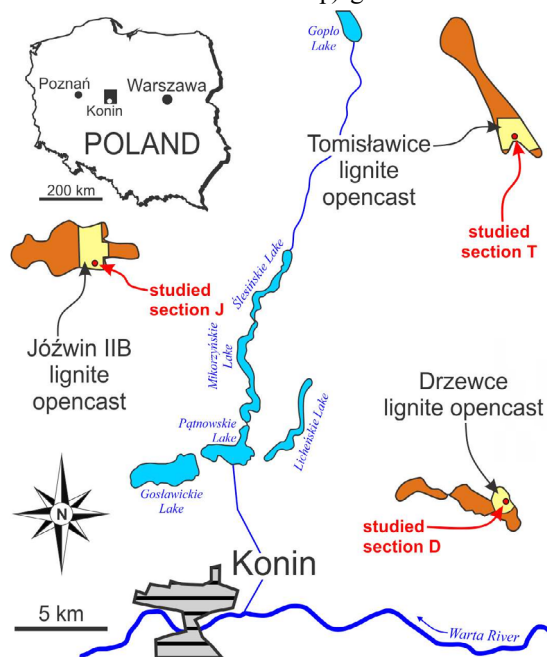 Gopło
Lake
Poznań
Warszawa
Konin
POLAND
200 km
Tomisławice
lignite
opencast
studied
section T
Ślesińskie Lake
studied
section J
Jóźwin IIB
lignite
opencast
Mikorzyńskie
Lake
Drzewce
lignite opencast
Pątnowskie
Lake
Licheńskie Lake
Gosławickie
Lake
N
studied
section D
Konin
5 km
Warta River